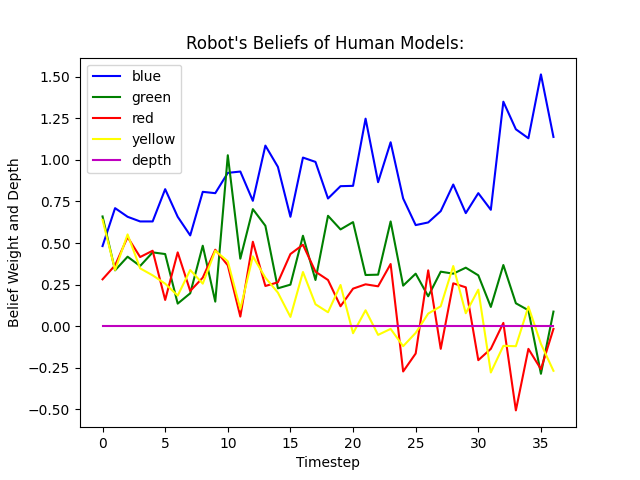 Robot's Beliefs of Human Models:
blue
green
red
yellow
depth
1.50
1.25
1.00
0.75
0.50
0.25
0.00
−0.25
−0.50
Belief Weight and Depth
0 5 10 15 20 25 30 35
Timestep